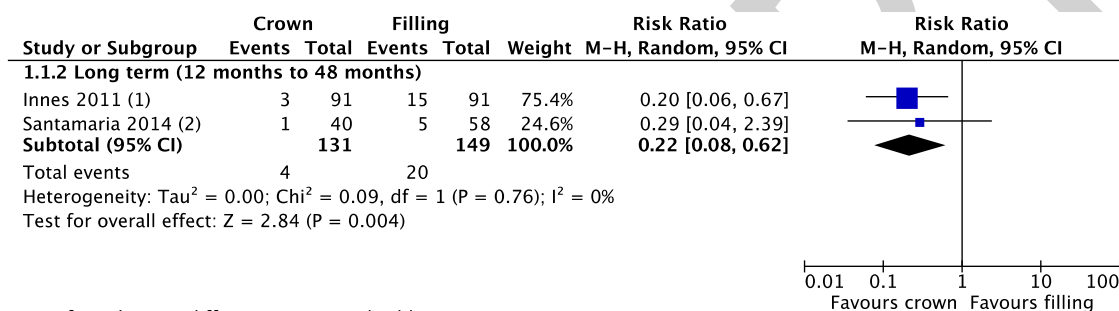 Crown Filling Risk Ratio Risk Ratio
Study or Subgroup Events Total Events Total Weight M-H, Random, 95% CI M-H, Random, 95% CI
1.1.2 Long term (12 months to 48 months)
Innes 2011 (1) 3 91 15 91 75.4% 0.20 [0.06, 0.67]
Santamaria 2014 (2) 1 40 5 58 24.6% 0.29 [0.04, 2.39]
Subtotal (95% CI) 131 149 100.0% 0.22 [0.08, 0.62]
Total events 4 20
Heterogeneity: Tau² = 0.00; Chi² = 0.09, df = 1 (P = 0.76); I² = 0%
Test for overall effect: Z = 2.84 (P = 0.004)
0.01 0.1 1 10 100
Favours crown Favours filling